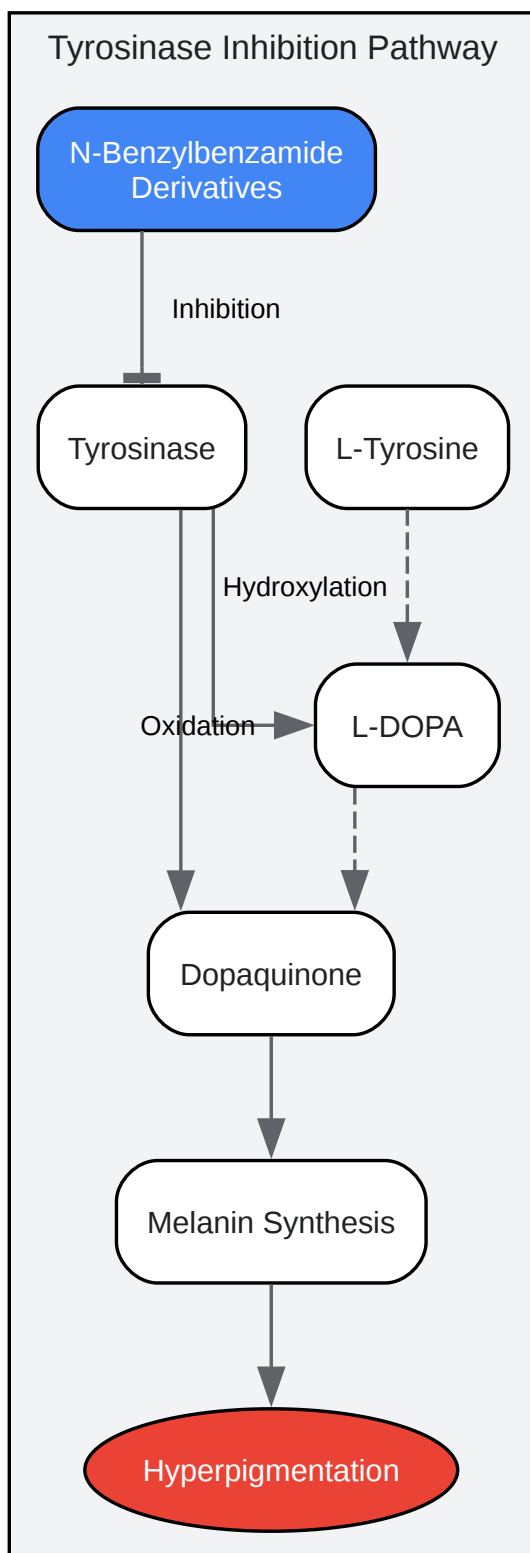 Tyrosinase Inhibition Pathway
N-Benzylbenzamide
Derivatives
Inhibition
Tyrosinase
L-Tyrosine
Hydroxylation
Oxidation
L-DOPA
Dopaquinone
Melanin Synthesis
Hyperpigmentation